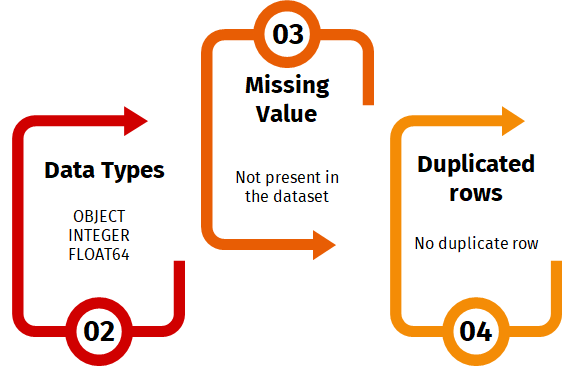 02
Data Types
OBJECT
INTEGER
FLOAT64
03
Missing
Value
Not present in
the dataset
04
Duplicated
rows
No duplicate row